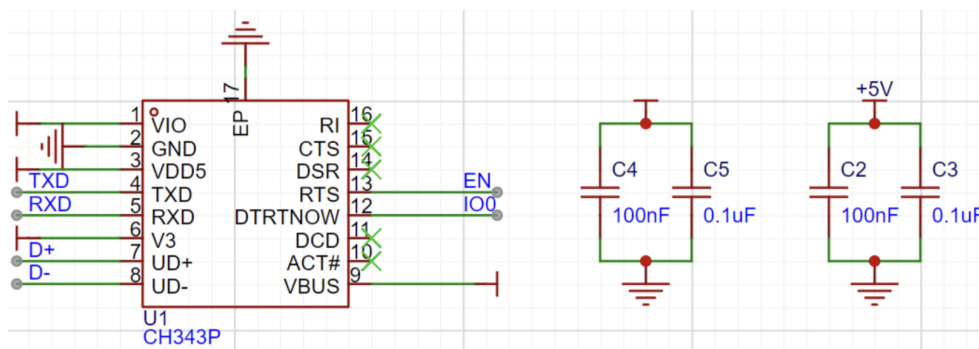 17
EP
1 VIO RI 16
2 GND CTS 15
3 VDD5 DSR 14
TXD 4 TXD RTS 13 EN
RXD 5 RXD DTRTNOW 12 IO0
6 V3 DCD 11
D+ 7 UD+ ACT# 10
D- 8 UD- VBUS 9
U1
CH343P
C4 C5
100nF 0.1uF
+5V
C2 C3
100nF 0.1uF